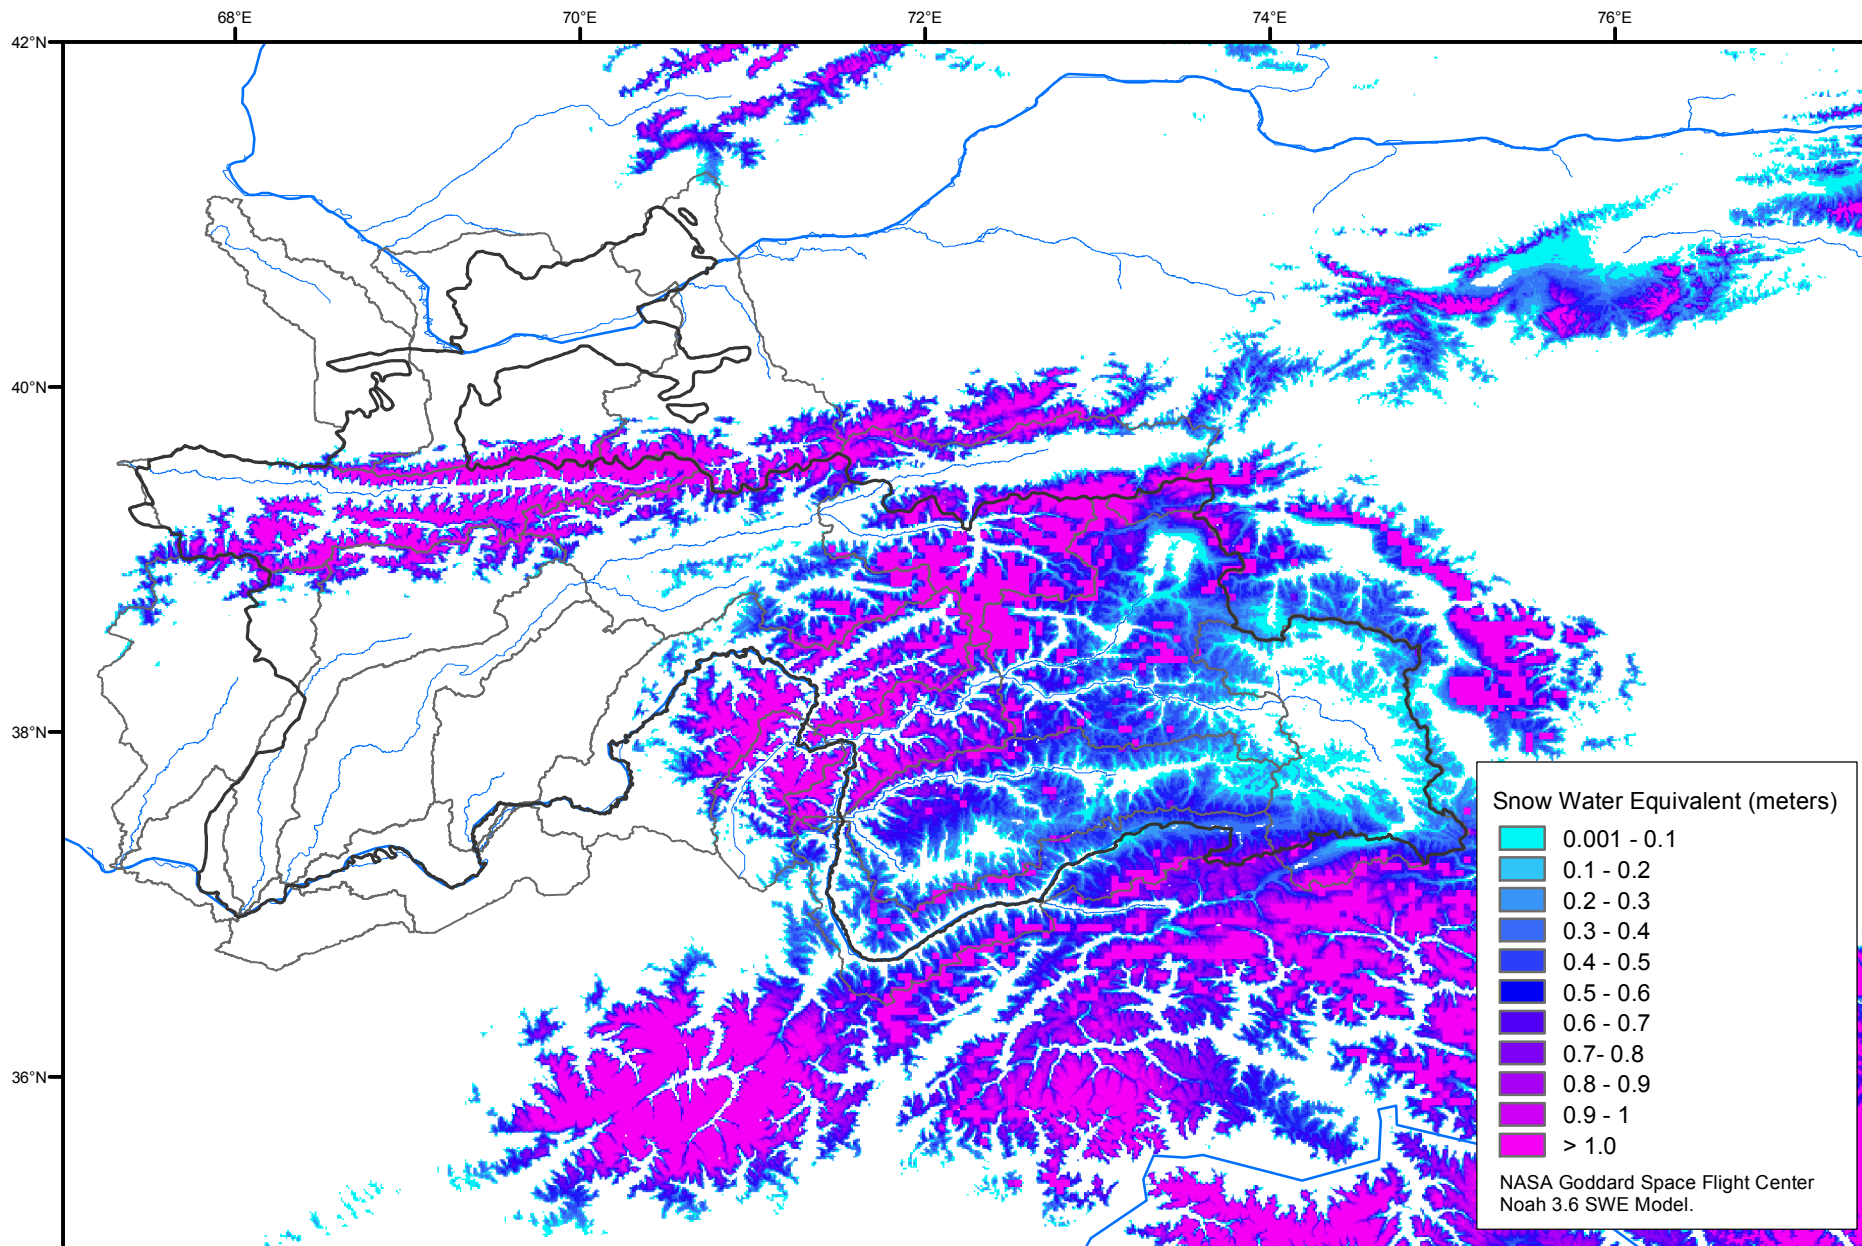 68°E
70°E
72°E
74°E
76°E
42°N
40°N
38°N
36°N
Snow Water Equivalent (meters)
0.001 - 0.1
0.1 - 0.2
0.2 - 0.3
0.3 - 0.4
0.4 - 0.5
0.5 - 0.6
0.6 - 0.7
0.7- 0.8
0.8 - 0.9
0.9 - 1
> 1.0
NASA Goddard Space Flight Center
Noah 3.6 SWE Model.